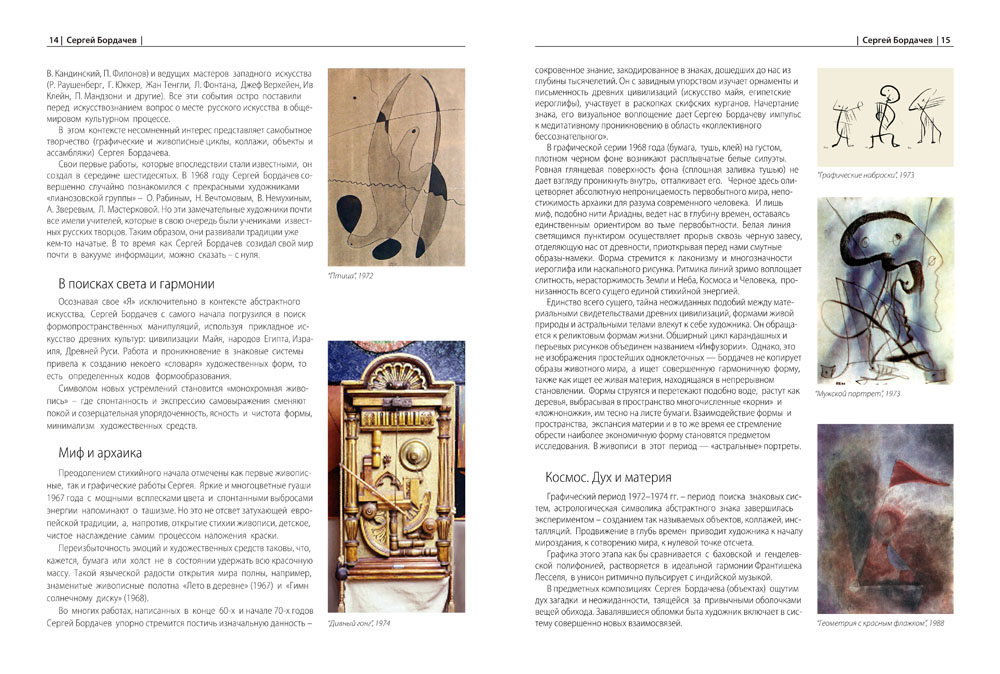 14 | Сергей Бордачев |
В. Кандинский, П. Филонов) и ведущих мастеров западного искусства
(Р. Раушенберг, Г. Юккер, Жан Тенгли, Л. Фонтана, Джеф Верхейен, Ив
Клейн, П. Мандзони и другие). Все эти события остро поставили
перед искусствознанием вопрос о месте русского искусства в обще-
мировом культурном процессе.
В этом контексте несомненный интерес представляет самобытное
творчество (графические и живописные циклы, коллажи, объекты и
ассамбляжи) Сергея Бордачева.
Свои первые работы, которые впоследствии стали известными, он
создал в середине шестидесятых. В 1968 году Сергей Бордачев со-
вершенно случайно познакомился с прекрасными художниками
«лианозовской группы» – О. Рабиным, Н. Вечтомовым, В. Немухиным,
А. Зверевым, Л. Мастерковой. Но эти замечательные художники почти
все имели учителей, которые в свою очередь были учениками извест-
ных русских творцов. Таким образом, они развивали традиции уже
кем-то начатые. В то время как Сергей Бордачев созидал свой мир
почти в вакууме информации, можно сказать – с нуля.
В поисках света и гармонии
Осознавая свое «Я» исключительно в контексте абстрактного
искусства, Сергей Бордачев с самого начала погрузился в поиск
формопространственных манипуляций, используя прикладное ис-
кусство древних культур: цивилизации Майя, народов Египта, Изра-
иля, Древней Руси. Работа и проникновение в знаковые системы
привела к созданию некоего «словаря» художественных форм, то
есть определенных кодов формообразования.
Символом новых устремлений становится «монохромная живо-
пись» – где спонтанность и экспрессию самовыражения сменяют
покой и созерцательная упорядоченность, ясность и чистота формы,
минимализм художественных средств.
Миф и архаика
Преодолением стихийного начала отмечены как первые живопис-
ные, так и графические работы Сергея. Яркие и многоцветные гуаши
1967 года с мощными всплесками цвета и спонтанными выбросами
энергии напоминают о ташизме. Но это не отсвет затухающей евро-
пейской традиции, а, напротив, открытие стихии живописи, детское,
чистое наслаждение самим процессом наложения краски.
Переизбыточность эмоций и художественных средств таковы, что,
кажется, бумага или холст не в состоянии удержать всю красочную
массу. Такой языческой радости открытия мира полны, например,
знаменитые живописные полотна «Лето в деревне» (1967) и «Гимн
солнечному диску» (1968).
Во многих работах, написанных в конце 60-х и начале 70-х годов
Сергей Бордачев упорно стремится постичь изначальную данность –
"Птица", 1972
"Дивный гонг", 1974
| Сергей Бордачев | 15
сокровенное знание, закодированное в знаках, дошедших до нас из
глубины тысячелетий. Он с завидным упорством изучает орнаменты и
письменность древних цивилизаций (искусство майя, египетские
иероглифы), участвует в раскопках скифских курганов. Начертание
знака, его визуальное воплощение дает Сергею Бордачеву импульс
к медитативному проникновению в область «коллективного
бессознательного».
В графической серии 1968 года (бумага, тушь, клей) на густом,
плотном черном фоне возникают расплывчатые белые силуэты.
Ровная глянцевая поверхность фона (сплошная заливка тушью) не
дает взгляду проникнуть внутрь, отталкивает его. Черное здесь оли-
цетворяет абсолютную непроницаемость первобытного мира, непо-
стижимость архаики для разума современного человека. И лишь
миф, подобно нити Ариадны, ведет нас в глубину времен, оставаясь
единственным ориентиром во тьме первобытности. Белая линия
светящимся пунктиром осуществляет прорыв сквозь черную завесу,
отделяющую нас от древности, приоткрывая перед нами смутные
образы-намеки. Форма стремится к лаконизму и многозначности
иероглифа или наскального рисунка. Ритмика линий зримо воплощает
слитность, нерасторжимость Земли и Неба, Космоса и Человека, про-
низанность всего сущего единой стихийной энергией.
Единство всего сущего, тайна неожиданных подобий между мате-
риальными свидетельствами древних цивилизаций, формами живой
природы и астральными телами влекут к себе художника. Он обраща-
ется к реликтовым формам жизни. Обширный цикл карандашных и
перьевых рисунков объединен названием «Инфузории». Однако, это
не изображения простейших одноклеточных — Бордачев не копирует
образы животного мира, а ищет совершенную гармоничную форму,
также как ищет ее живая материя, находящаяся в непрерывном
становлении. Формы струятся и перетекают подобно воде, растут как
деревья, выбрасывая в пространство многочисленные «корни» и
«ложноножки», им тесно на листе бумаги. Взаимодействие формы и
пространства, экспансия материи и в то же время ее стремление
обрести наиболее экономичную форму становятся предметом
исследования. В живописи в этот период — «астральные» портреты.
Космос. Дух и материя
Графический период 1972–1974 гг. – период поиска знаковых сис-
тем, астрологическая символика абстрактного знака завершилась
экспериментом – созданием так называемых объектов, коллажей, инс-
талляций. Продвижение в глубь времен приводит художника к началу
мироздания, к сотворению мира, к нулевой точке отсчета.
Графика этого этапа как бы сравнивается с баховской и генделев-
ской полифонией, растворяется в идеальной гармонии Франтишека
Лесселя, в унисон ритмично пульсирует с индийской музыкой.
В предметных композициях Сергея Бордачева (объектах) ощутим
дух загадки и неожиданности, таящейся за привычными оболочками
вещей обихода. Завалявшиеся обломки быта художник включает в сис-
тему совершенно новых взаимосвязей.
"Графические наброски", 1973
"Мужской портрет", 1973
"Геометрия с красным флажком", 1988